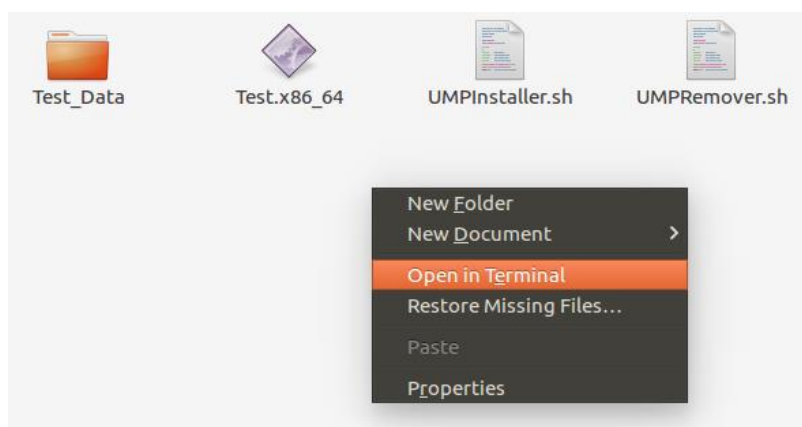 Test_Data
Test.x86_64
UMPInstaller.sh
UMPRemover.sh
New Folder
New Document
Open in Terminal
Restore Missing Files...
Paste
Properties